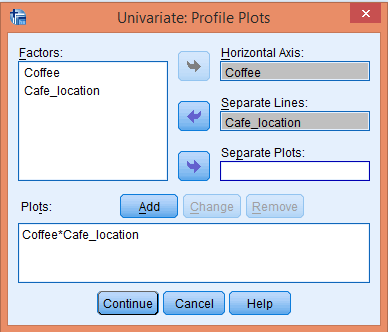 Univariate: Profile Plots
Factors:
Coffee
Cafe_location
Horizontal Axis:
Coffee
Separate Lines:
Cafe_location
Separate Plots:
Plots:
Add
Change
Remove
Coffee*Cafe_location
Continue
Cancel
Help